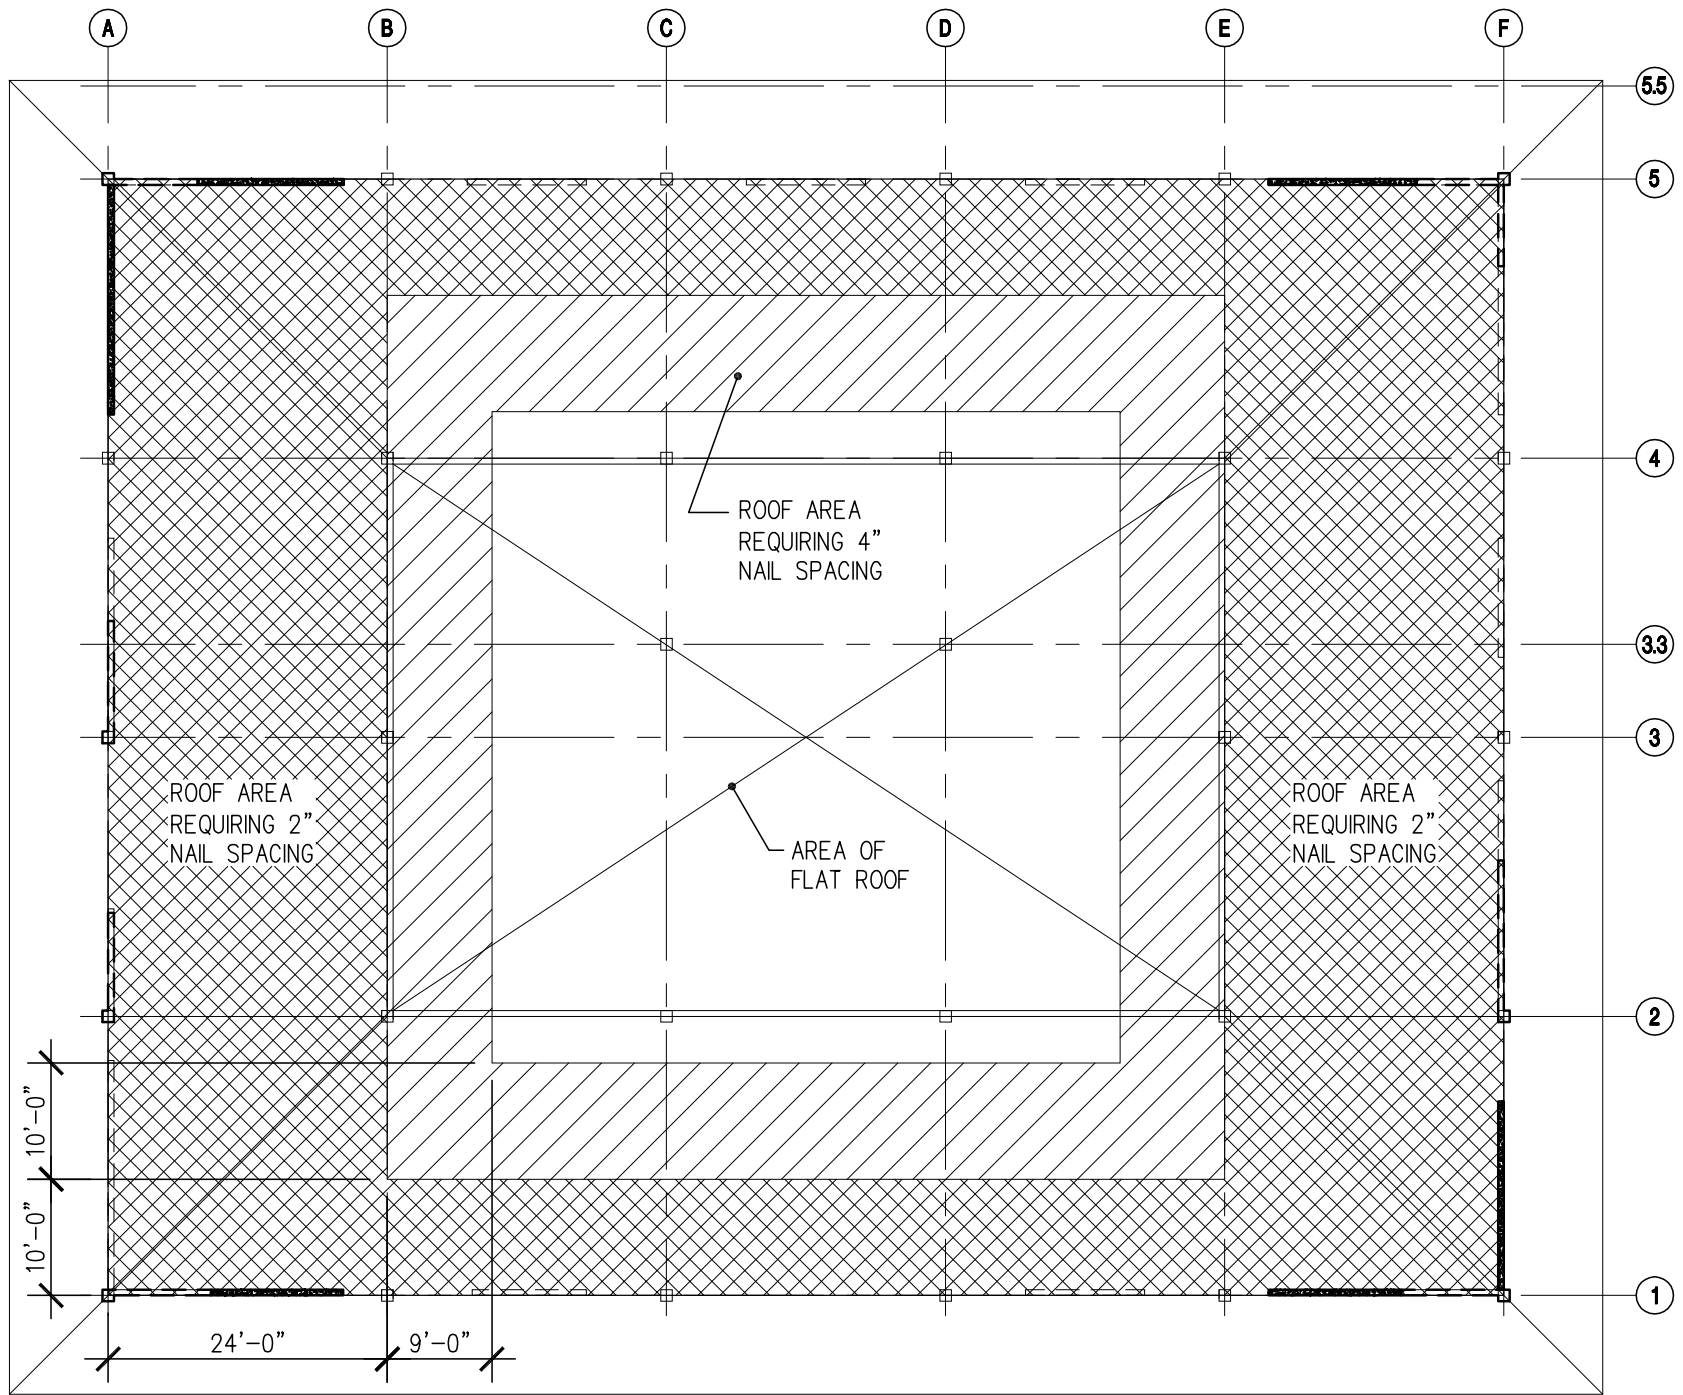 A
B
C
D
E
F
5.5
5
4
ROOF AREA
REQUIRING 4"
NAIL SPACING
3.3
3
ROOF AREA
REQUIRING 2"
NAIL SPACING
ROOF AREA
REQUIRING 2"
NAIL SPACING
AREA OF
FLAT ROOF
2
10'-0"
10'-0"
1
24'-0"
9'-0"